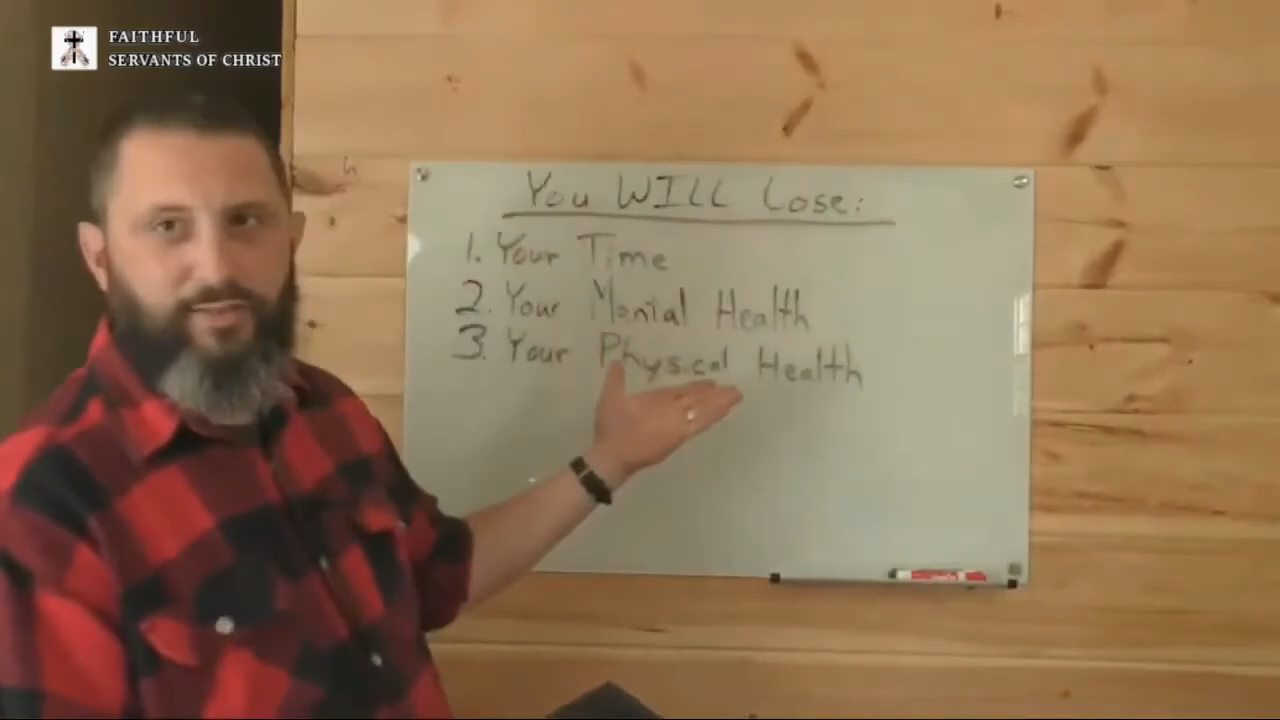 FAITHFUL
SERVANTS OF CHRIST
You WILL Lose:
1. Your Time
2. Your Mental Health
3. Your Physical Health